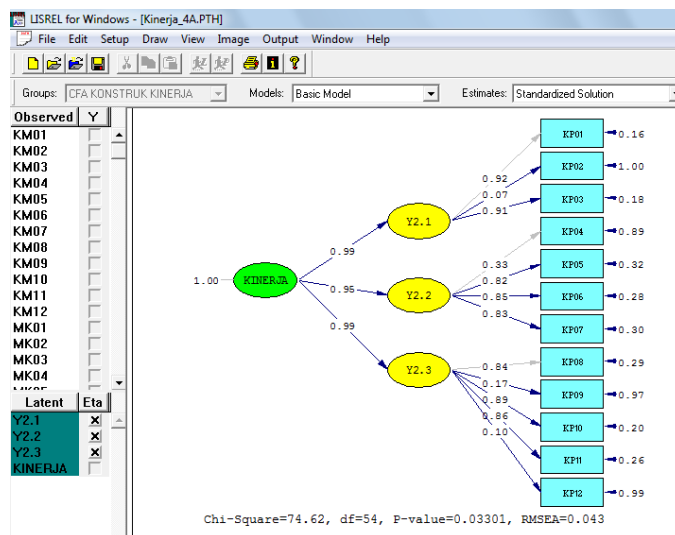 LISREL for Windows - [Kinerja_4A.PTH]
File Edit Setup Draw View Image Output Window Help
Groups: CFA KONSTRUK KINERJA Models: Basic Model Estimates: Standardized Solution
Observed Y
KM01
KM02
KM03
KM04
KM05
KM06
KM07
KM08
KM09
KM10
KM11
KM12
MK01
MK02
MK03
MK04
Latent Eta
Y2.1 X
Y2.2 X
Y2.3 X
KINERJA
1.00
KINERJA
0.99
0.95
0.99
Y2.1
Y2.2
Y2.3
0.92
0.07
0.91
0.33
0.82
0.85
0.83
0.84
0.17
0.89
0.86
0.10
KP01 0.16
KP02 1.00
KP03 0.18
KP04 0.89
KP05 0.32
KP06 0.28
KP07 0.30
KP08 0.29
KP09 0.97
KP10 0.20
KP11 0.26
KP12 0.99
Chi-Square=74.62, df=54, P-value=0.03301, RMSEA=0.043